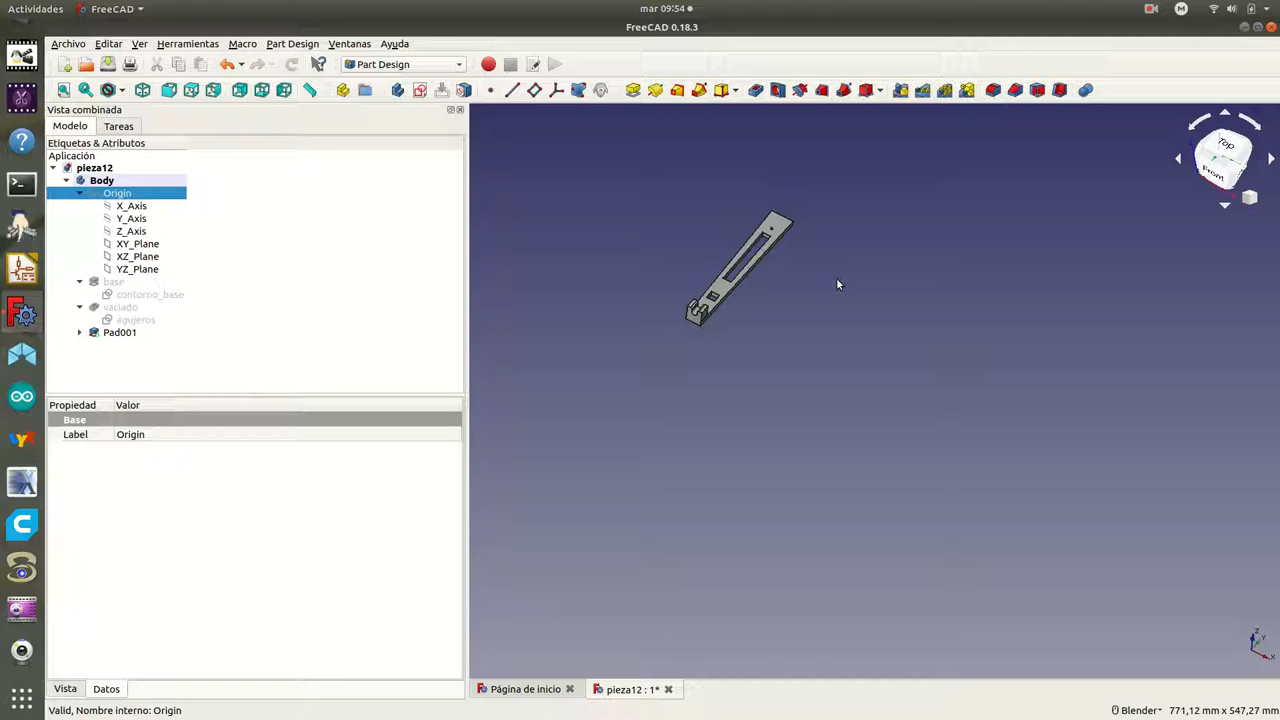 Actividades
FreeCAD
mar 09:54
FreeCAD 0.18.3
Archivo Editar Ver Herramientas Macro Part Design Ventanas Ayuda
Part Design
Vista combinada
Modelo Tareas
Etiquetas & Atributos
Aplicación
pieza12
Body
Origin
X_Axis
Y_Axis
Z_Axis
XY_Plane
XZ_Plane
YZ_Plane
base
contorno_base
vaciado
agujeros
Pad001
Top
Front
Propiedad Valor
Base
Label Origin
Z
Y
X
Vista Datos
Página de inicio
pieza12 : 1*
Valid, Nombre interno: Origin
Blender
771,12 mm x 547,27 mm